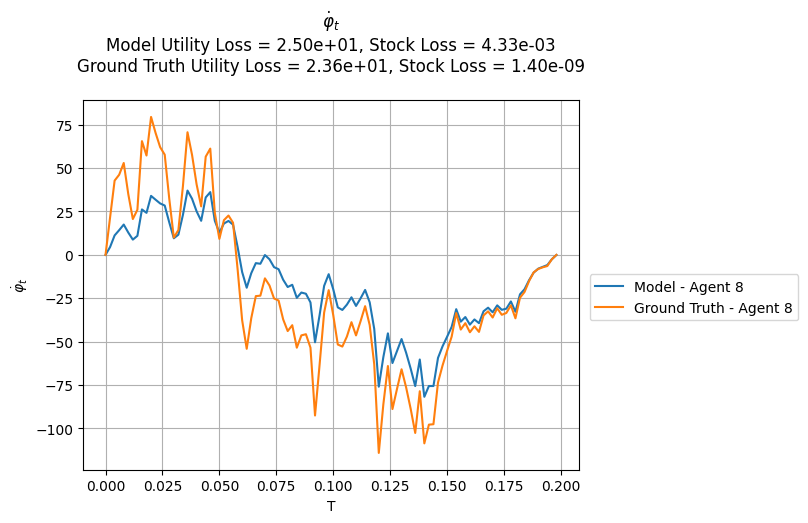 φ̇ₜ
Model Utility Loss = 2.50e+01, Stock Loss = 4.33e-03
Ground Truth Utility Loss = 2.36e+01, Stock Loss = 1.40e-09
75
50
25
0
−25
−50
−75
−100
φ̇ₜ
0.000 0.025 0.050 0.075 0.100 0.125 0.150 0.175 0.200
T
Model - Agent 8
Ground Truth - Agent 8